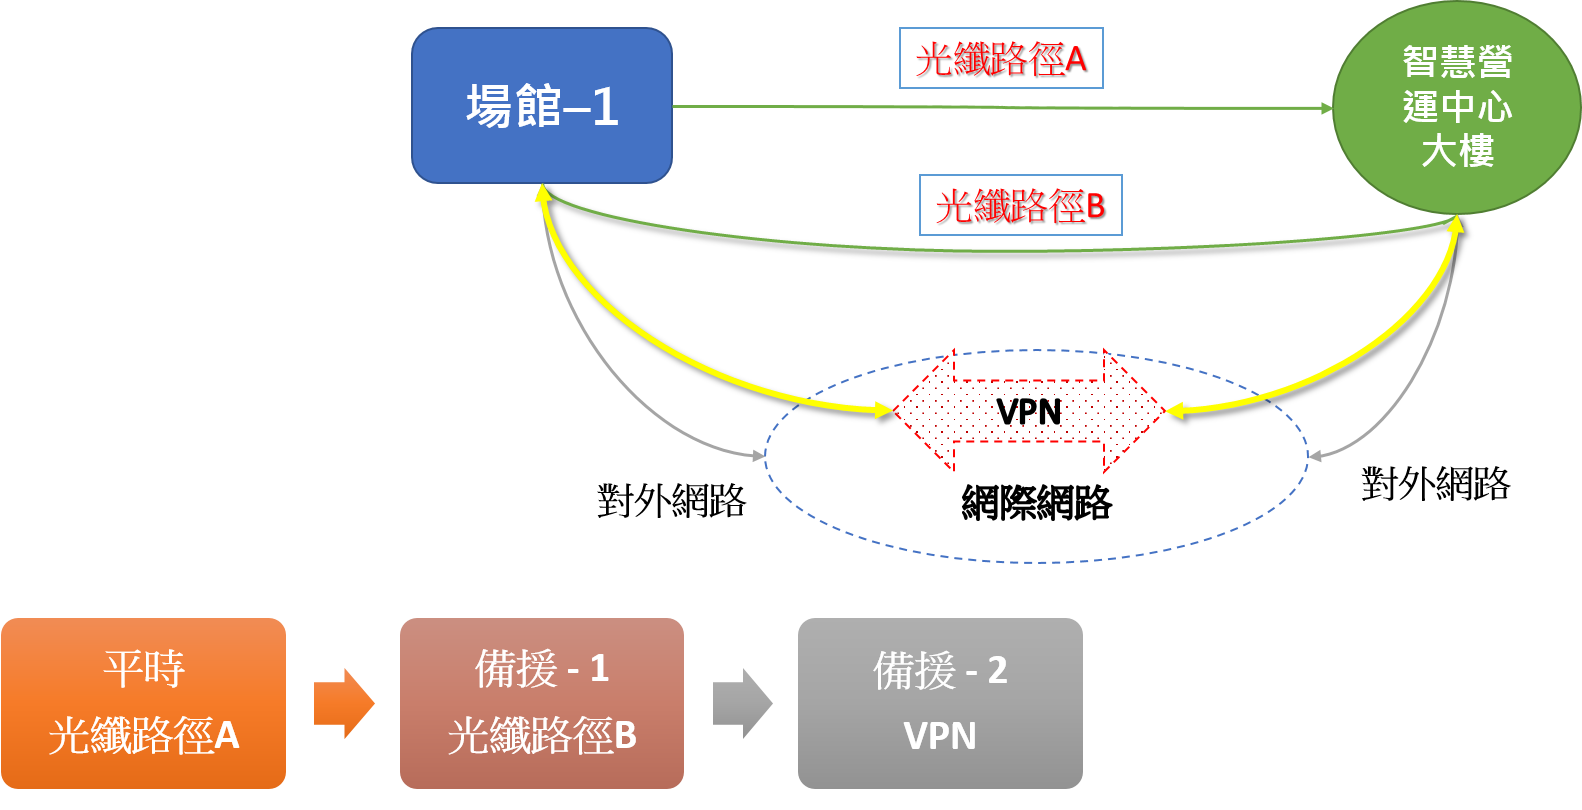 場館–1
光纖路徑A
智慧營
運中心
大樓
光纖路徑B
VPN
網際網路
對外網路
對外網路
平時
光纖路徑A
備援 - 1
光纖路徑B
備援 - 2
VPN